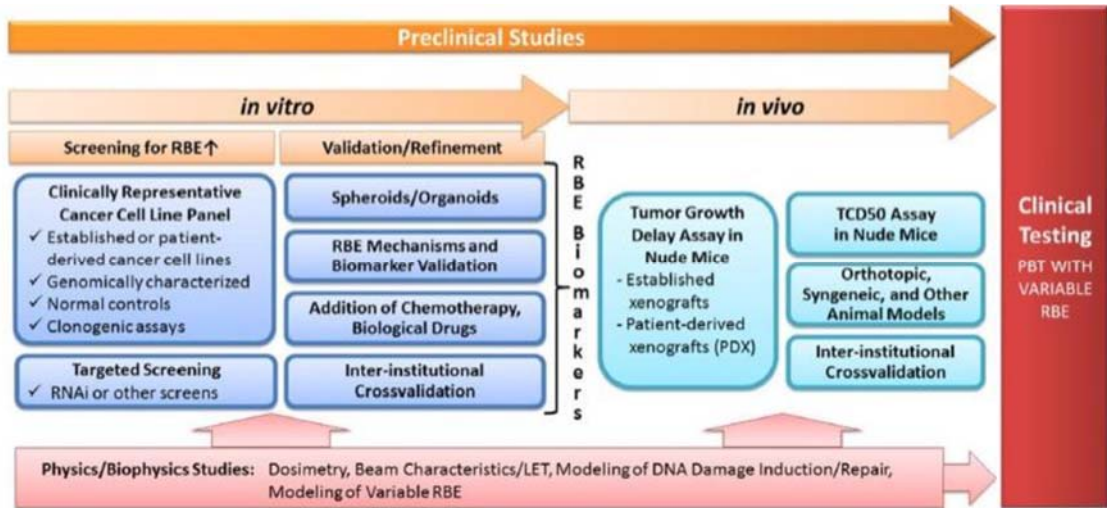 Preclinical Studies
in vitro
in vivo
Screening for RBE↑
Validation/Refinement
Clinically Representative
Cancer Cell Line Panel
✓ Established or patient-
derived cancer cell lines
✓ Genomically characterized
✓ Normal controls
✓ Clonogenic assays
Targeted Screening
✓ RNAi or other screens
Spheroids/Organoids
RBE Mechanisms and
Biomarker Validation
Addition of Chemotherapy,
Biological Drugs
Inter-institutional
Crossvalidation
RBE Biomarkers
Tumor Growth
Delay Assay in
Nude Mice
- Established
xenografts
- Patient-derived
xenografts (PDX)
TCD50 Assay
in Nude Mice
Orthotopic,
Syngeneic, and Other
Animal Models
Inter-institutional
Crossvalidation
Clinical
Testing
PBT WITH
VARIABLE
RBE
Physics/Biophysics Studies: Dosimetry, Beam Characteristics/LET, Modeling of DNA Damage Induction/Repair,
Modeling of Variable RBE